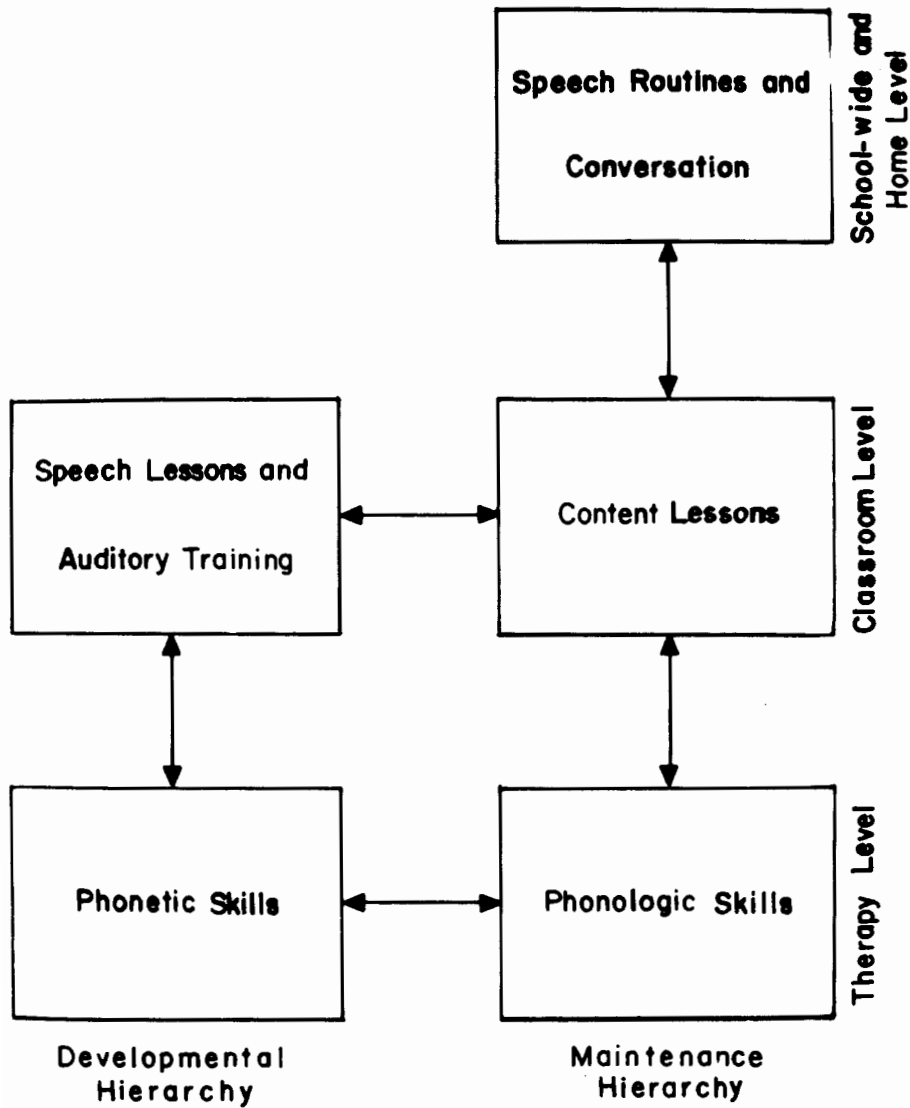 Speech Routines and
Conversation
School-wide and
Home Level
Speech Lessons and
Auditory Training
Content Lessons
Classroom Level
Phonetic Skills
Phonologic Skills
Therapy Level
Developmental
Hierarchy
Maintenance
Hierarchy